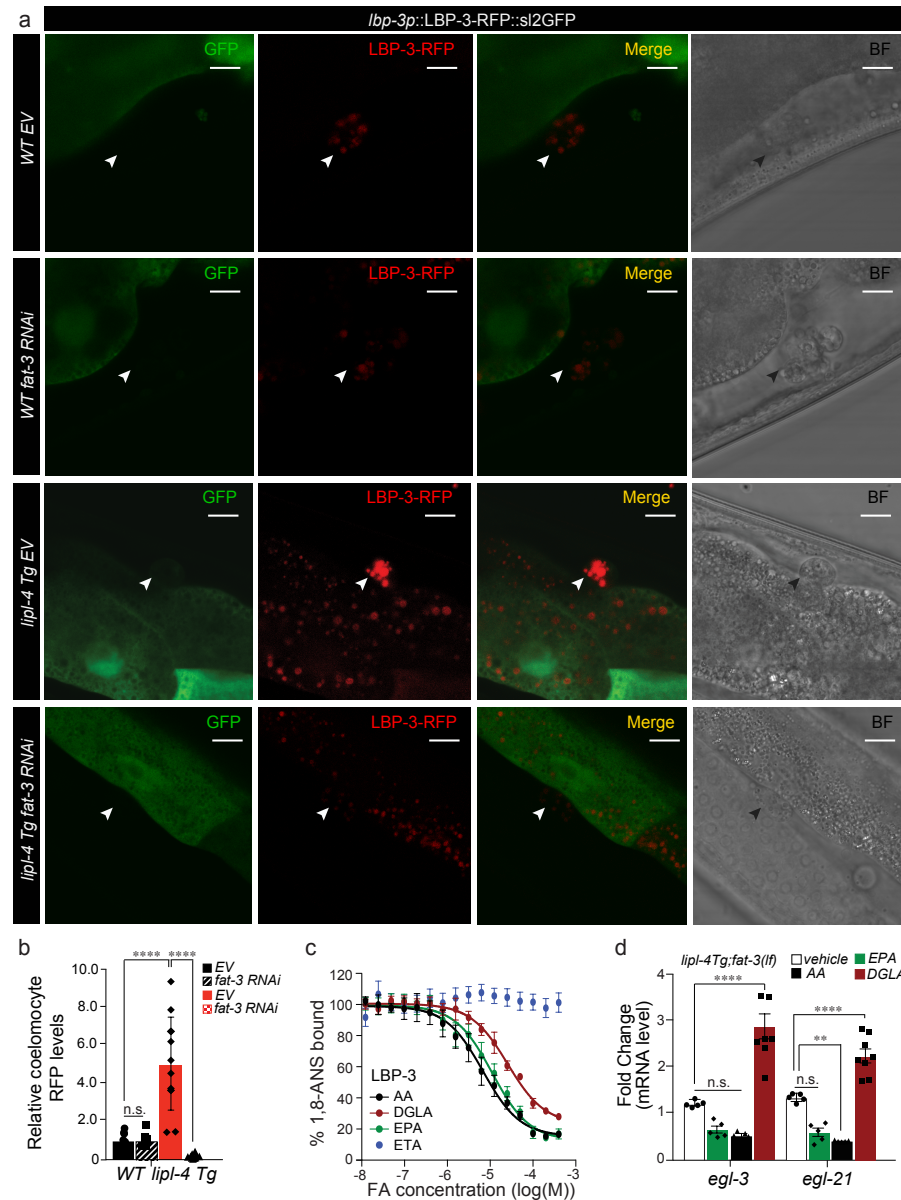 a
lbp-3p::LBP-3-RFP::sl2GFP
WT EV
GFP
LBP-3-RFP
Merge
BF
WT fat-3 RNAi
GFP
LBP-3-RFP
Merge
BF
lipl-4 Tg EV
GFP
LBP-3-RFP
Merge
BF
lipl-4 Tg fat-3 RNAi
GFP
LBP-3-RFP
Merge
BF
b
Relative coelomocyte
RFP levels
10.0
8.0
6.0
4.0
2.0
0
**** ****
n.s.
EV
fat-3 RNAi
EV
fat-3 RNAi
WT lipl-4 Tg
c
% 1,8-ANS bound
120
100
80
60
40
20
0
LBP-3
AA
DGLA
EPA
ETA
-8 -7 -6 -5 -4 -3
FA concentration (log(M))
d
lipl-4Tg;fat-3(lf)
vehicle
EPA
AA
DGLA
Fold Change
(mRNA level)
4
3
2
1
0
****
n.s.
****
**
n.s.
egl-3
egl-21